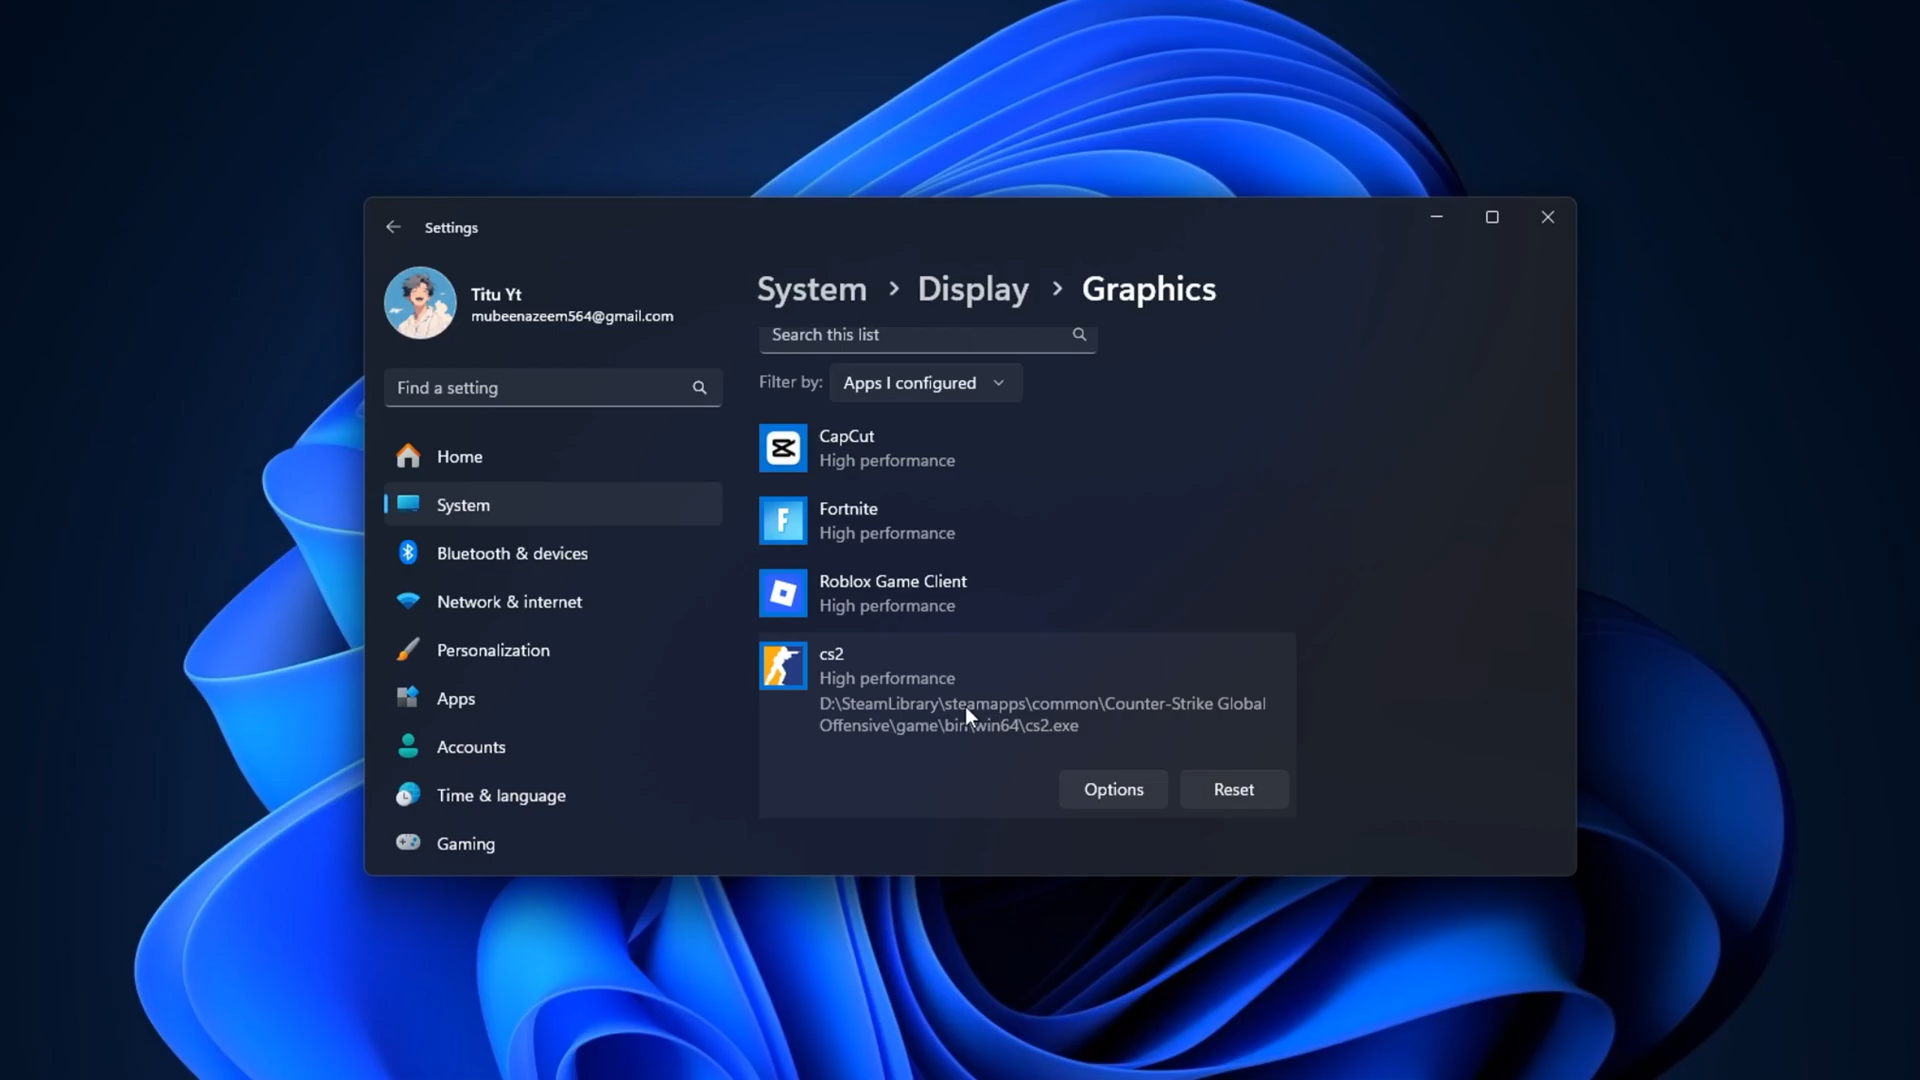 Settings
Titu Yt
mubeenazeem564@gmail.com
Find a setting
Home
System
Bluetooth & devices
Network & internet
Personalization
Apps
Accounts
Time & language
Gaming
System > Display > Graphics
Search this list
Filter by: Apps I configured
CapCut
High performance
Fortnite
High performance
Roblox Game Client
High performance
cs2
High performance
D:\SteamLibrary\steamapps\common\Counter-Strike Global
Offensive\game\bin\win64\cs2.exe
Options Reset